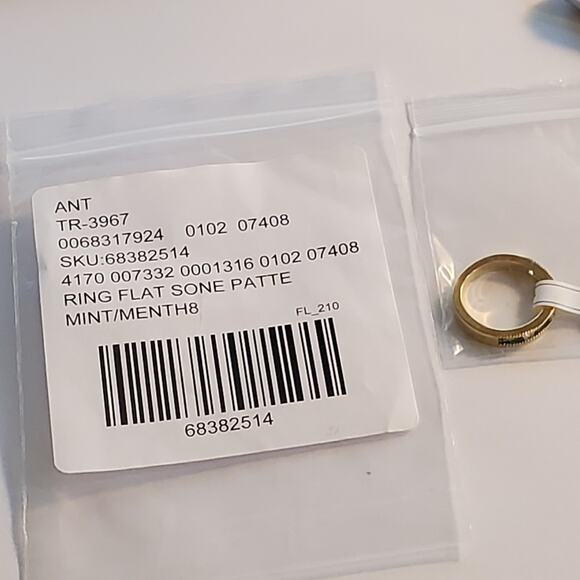 ANT
TR-3967
0068317924 0102 07408
SKU:68382514
4170 007332 0001316 0102 07408
RING FLAT SONE PATTE
MINT/MENTH8
FL_210
68382514